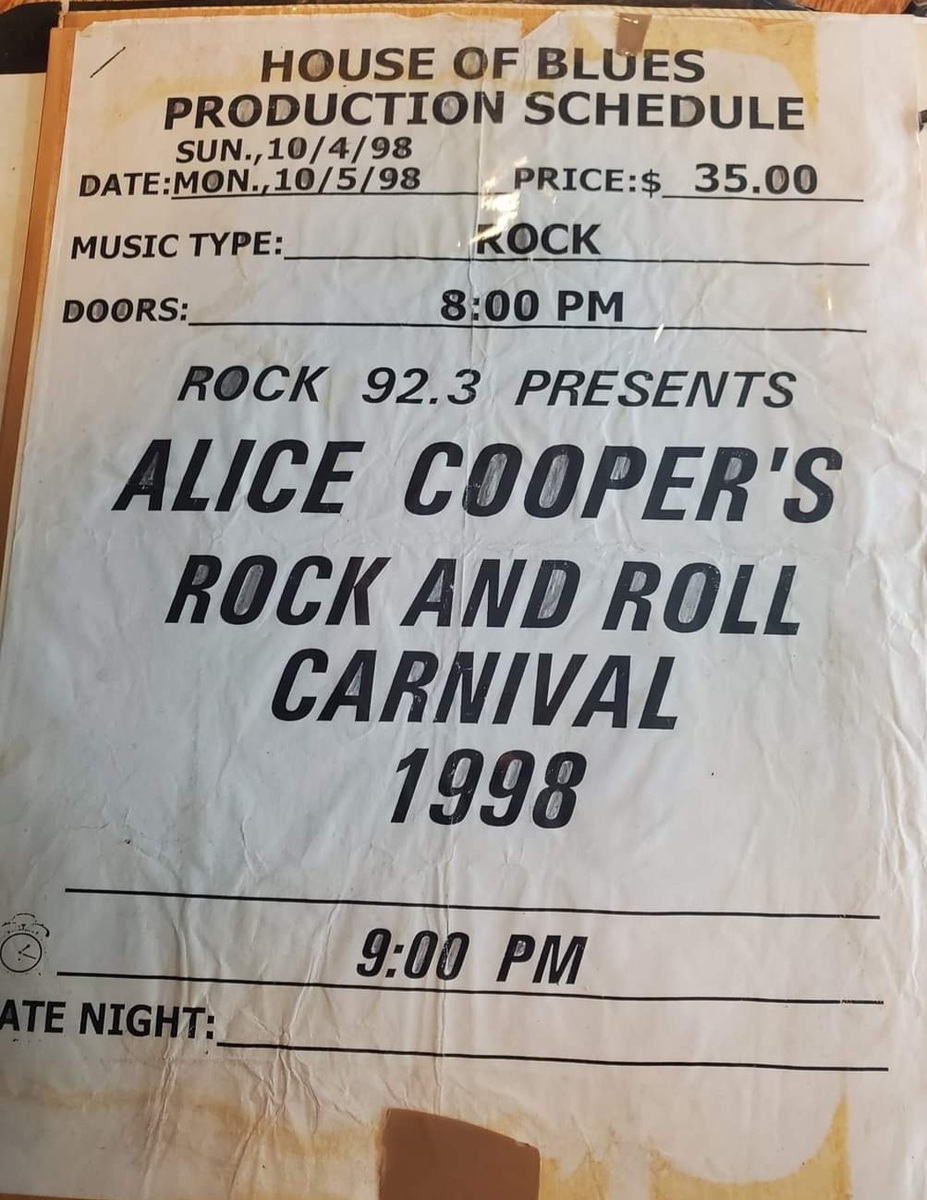 HOUSE OF BLUES
PRODUCTION SCHEDULE
SUN.,10/4/98
DATE:MON.,10/5/98 PRICE:$ 35.00
MUSIC TYPE: ROCK
DOORS: 8:00 PM
ROCK 92.3 PRESENTS
ALICE COOPER'S
ROCK AND ROLL
CARNIVAL
1998
9:00 PM
ATE NIGHT: